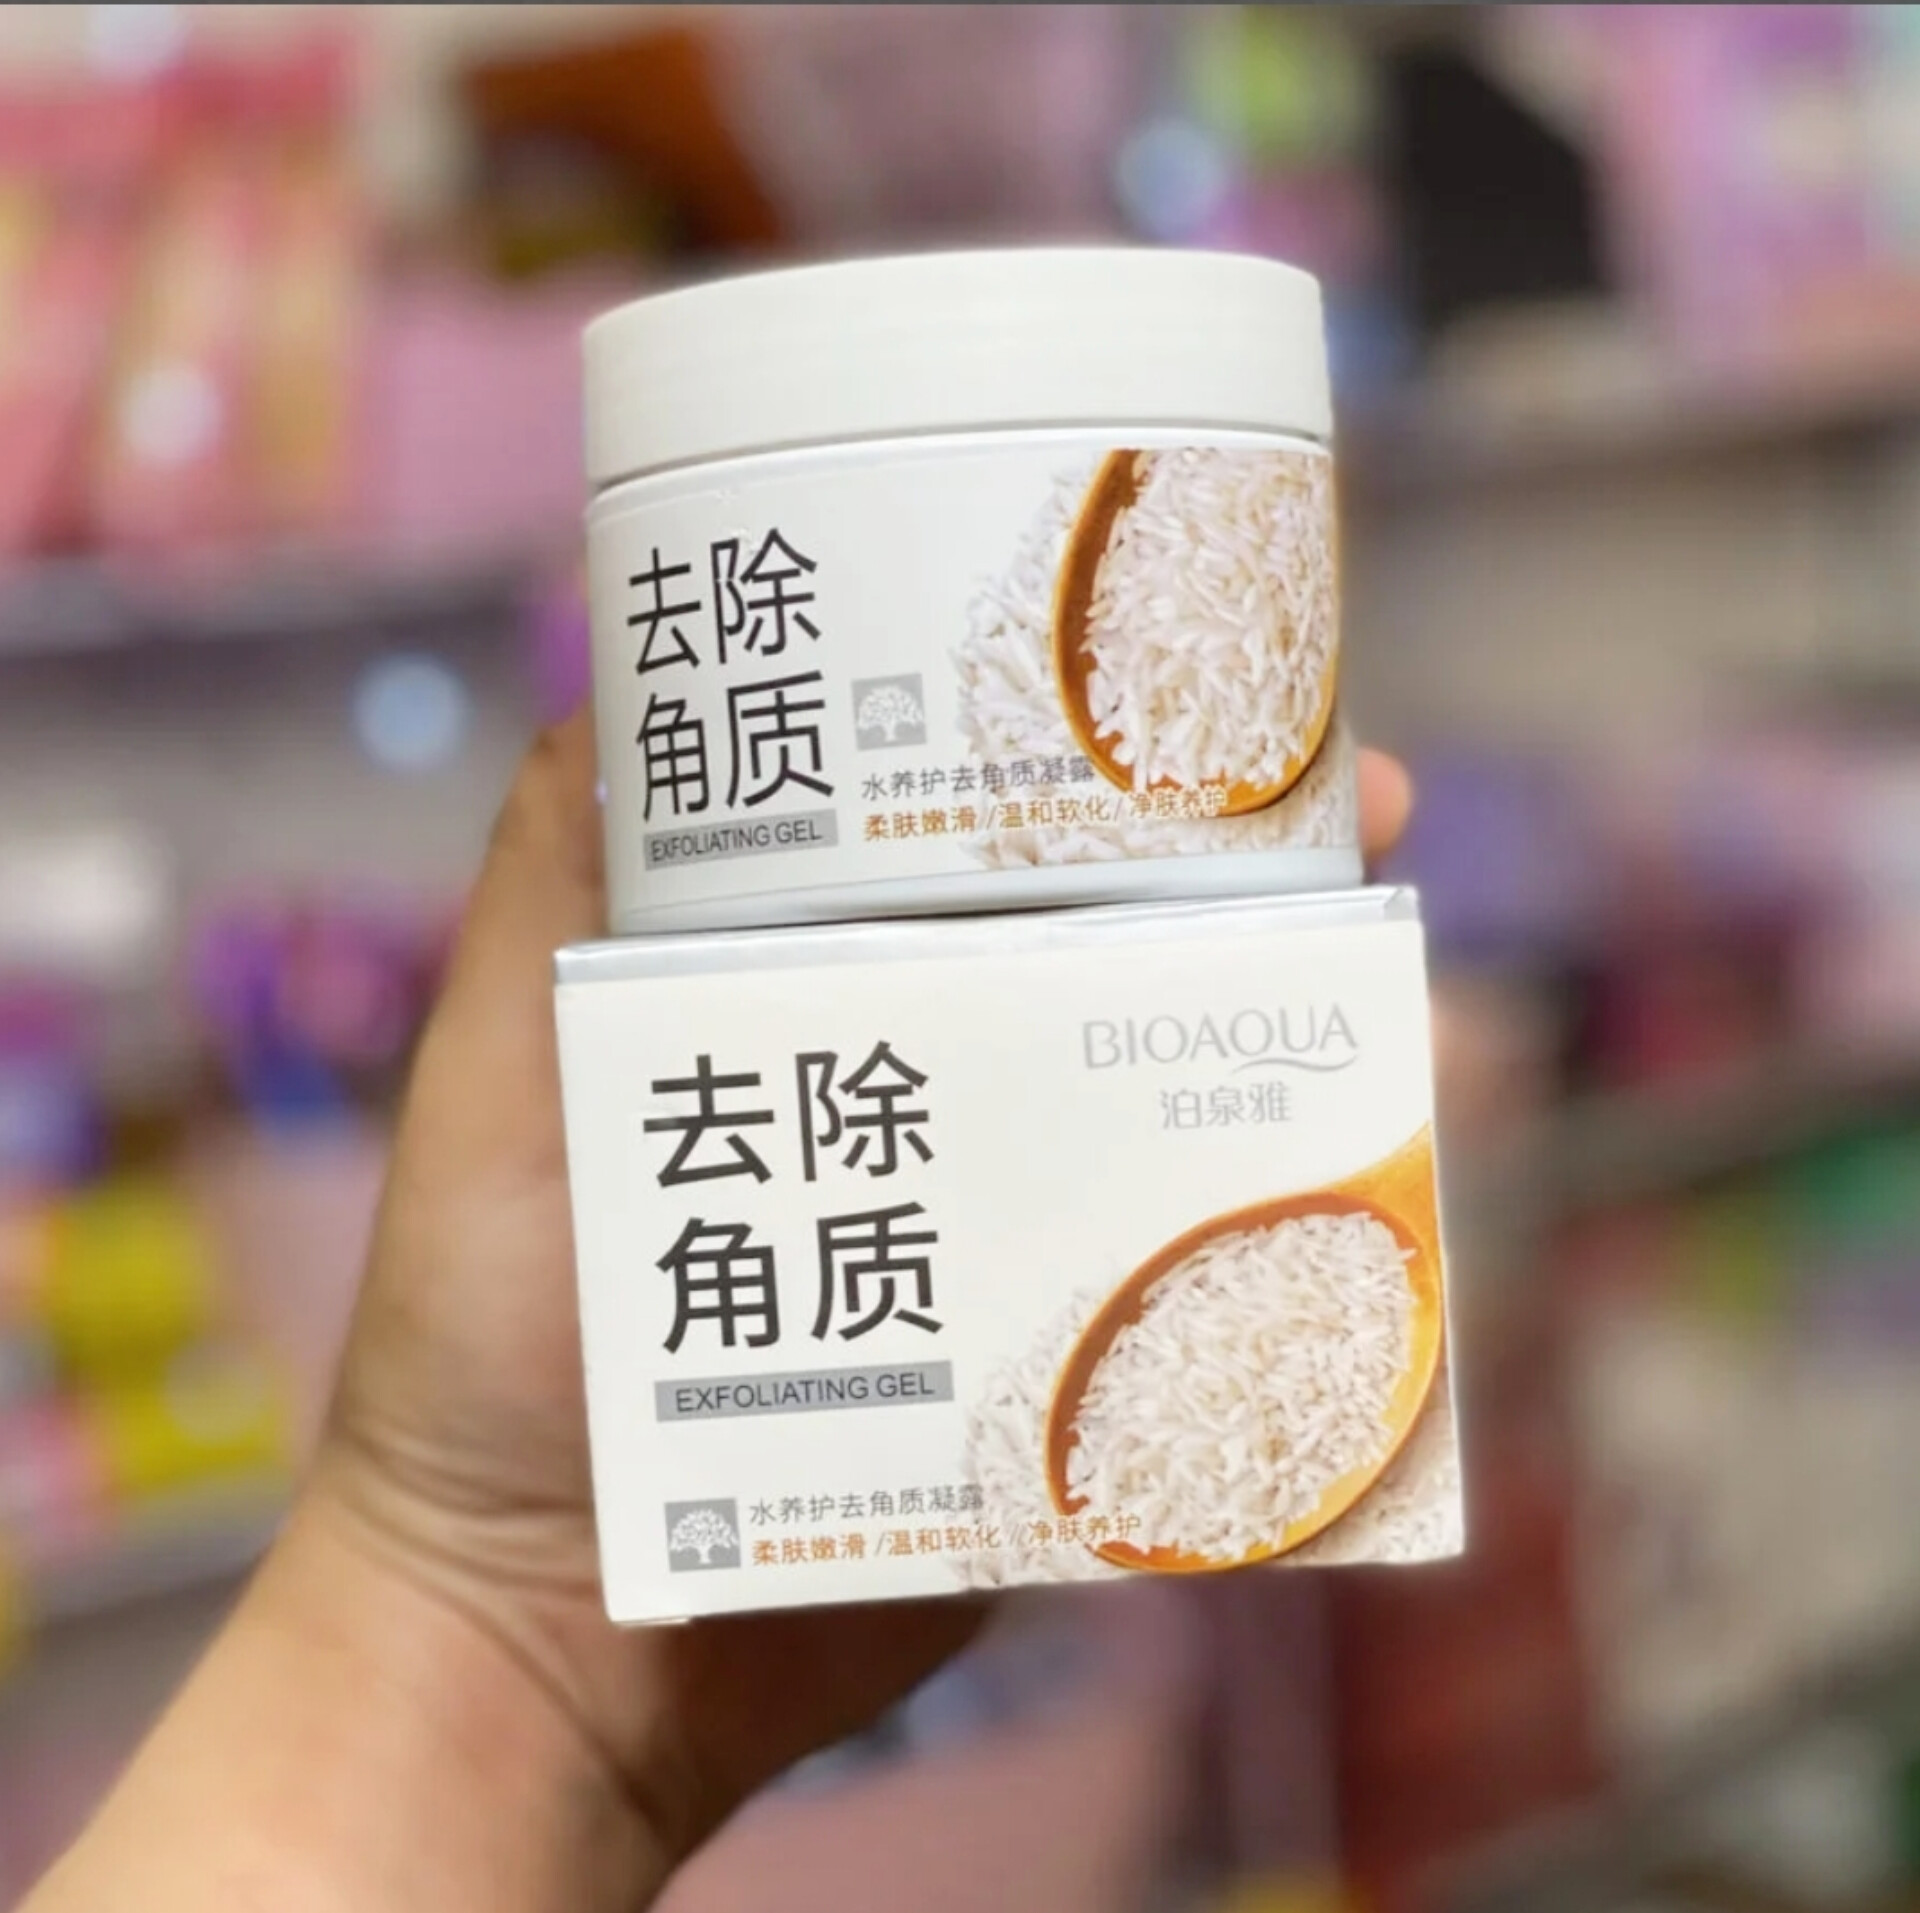 去除
角质
EXFOLIATING GEL
水养护去角质凝露
柔肤嫩滑/温和软化/净肤养护
BIOAQUA
泊泉雅
去除
角质
EXFOLIATING GEL
水养护去角质凝露
柔肤嫩滑/温和软化/净肤养护